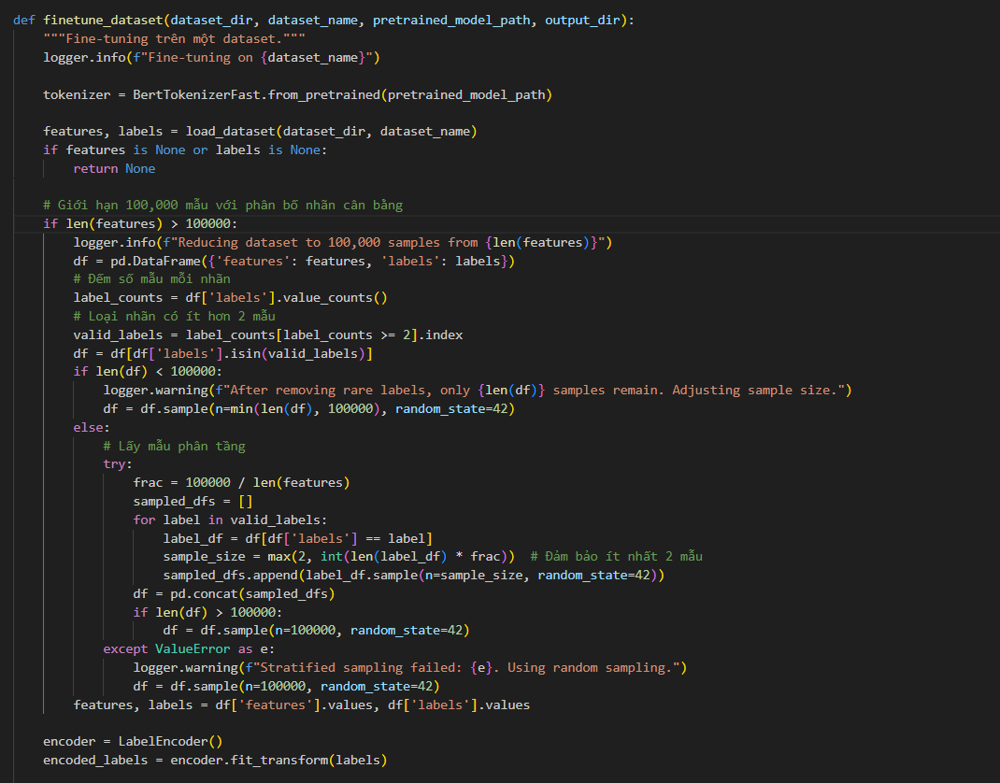 def finetune_dataset(dataset_dir, dataset_name, pretrained_model_path, output_dir):
    """Fine-tuning trên một dataset."""
    logger.info(f"Fine-tuning on {dataset_name}")

    tokenizer = BertTokenizerFast.from_pretrained(pretrained_model_path)

    features, labels = load_dataset(dataset_dir, dataset_name)
    if features is None or labels is None:
        return None

    # Giới hạn 100,000 mẫu với phân bố nhãn cân bằng
    if len(features) > 100000:
        logger.info(f"Reducing dataset to 100,000 samples from {len(features)}")
        df = pd.DataFrame({'features': features, 'labels': labels})
        # Đếm số mẫu mỗi nhãn
        label_counts = df['labels'].value_counts()
        # Loại nhãn có ít hơn 2 mẫu
        valid_labels = label_counts[label_counts >= 2].index
        df = df[df['labels'].isin(valid_labels)]
        if len(df) < 100000:
            logger.warning(f"After removing rare labels, only {len(df)} samples remain. Adjusting sample size.")
            df = df.sample(n=min(len(df), 100000), random_state=42)
        else:
            # Lấy mẫu phân tầng
            try:
                frac = 100000 / len(features)
                sampled_dfs = []
                for label in valid_labels:
                    label_df = df[df['labels'] == label]
                    sample_size = max(2, int(len(label_df) * frac))  # Đảm bảo ít nhất 2 mẫu
                    sampled_dfs.append(label_df.sample(n=sample_size, random_state=42))
                df = pd.concat(sampled_dfs)
                if len(df) > 100000:
                    df = df.sample(n=100000, random_state=42)
            except ValueError as e:
                logger.warning(f"Stratified sampling failed: {e}. Using random sampling.")
                df = df.sample(n=100000, random_state=42)
        features, labels = df['features'].values, df['labels'].values

    encoder = LabelEncoder()
    encoded_labels = encoder.fit_transform(labels)